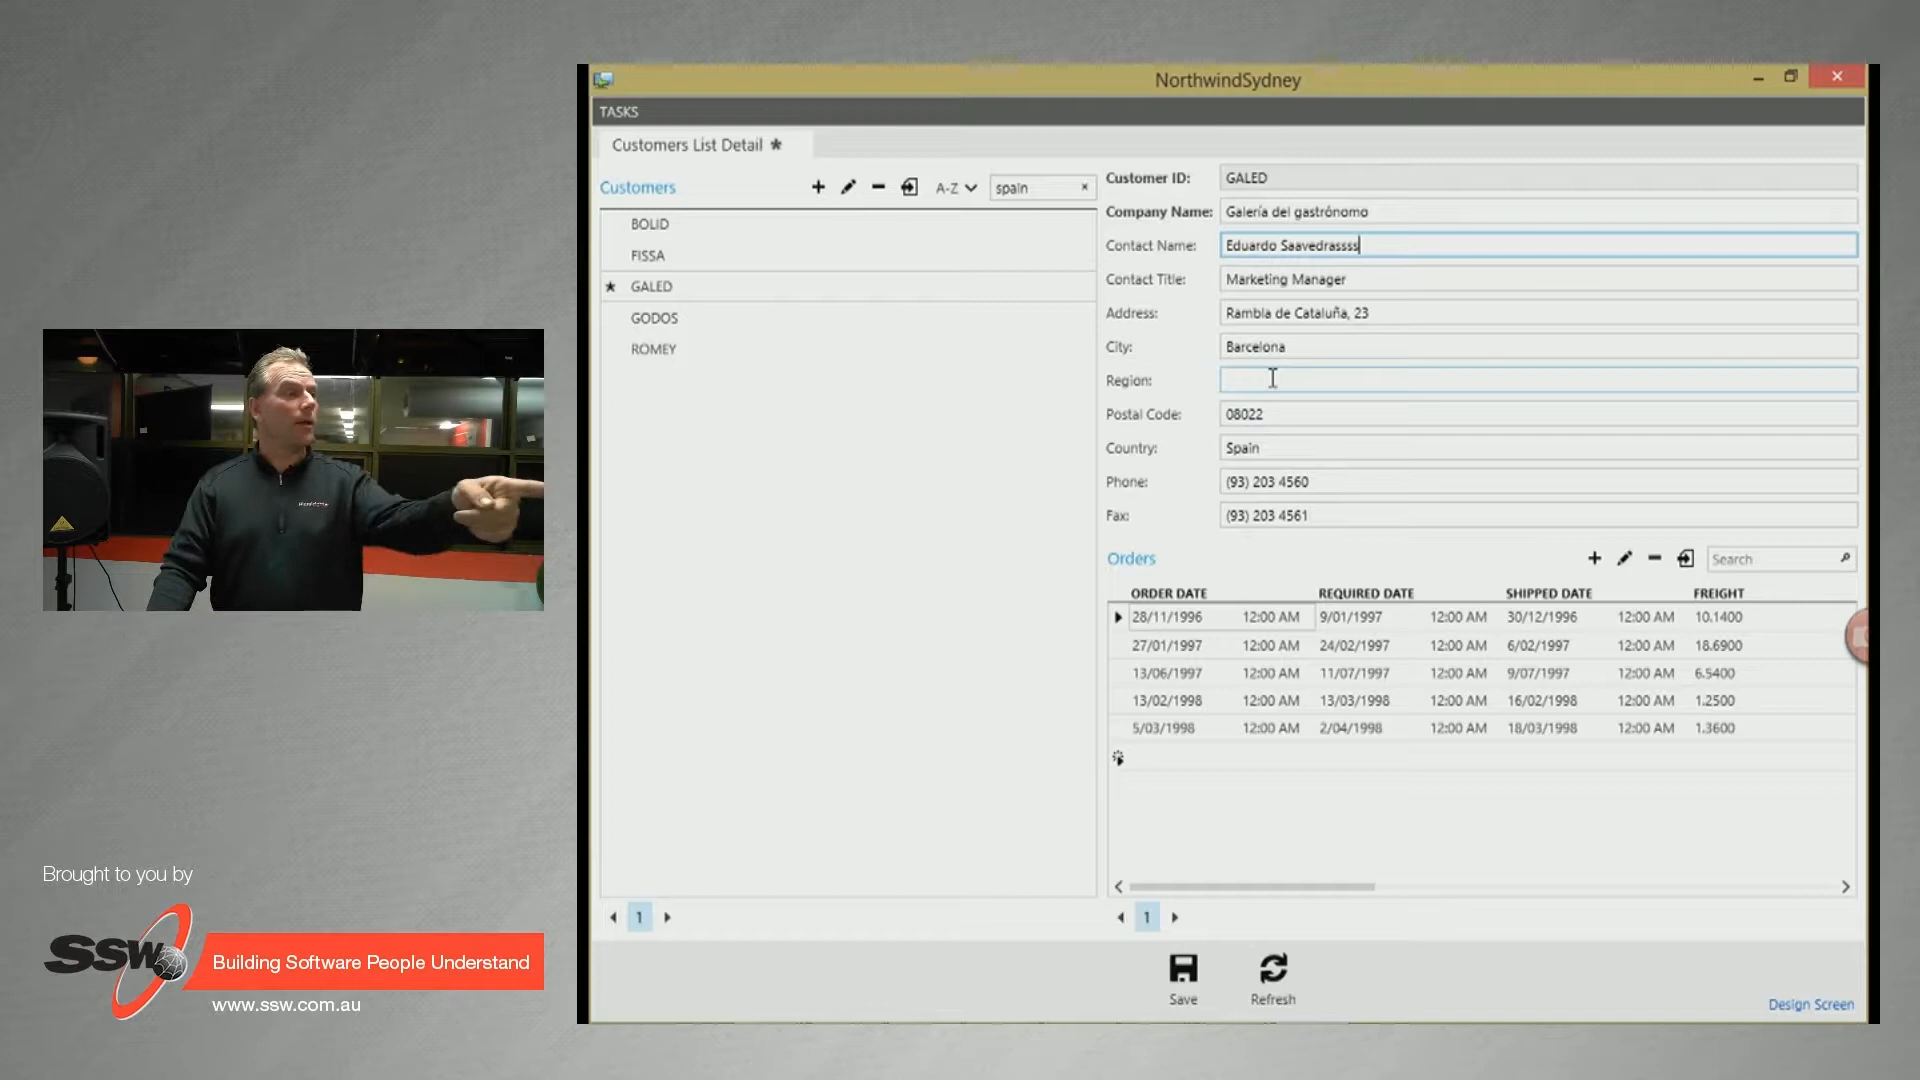 NorthwindSydney
TASKS
Customers List Detail *
Customers
A-Z
spain
BOLID
FISSA
GALED
GODOS
ROMEY
1
Customer ID: GALED
Company Name: Galería del gastrónomo
Contact Name: Eduardo Saavedrassss
Contact Title: Marketing Manager
Address: Rambla de Cataluña, 23
City: Barcelona
Region:
Postal Code: 08022
Country: Spain
Phone: (93) 203 4560
Fax: (93) 203 4561
Orders
Search
ORDER DATE REQUIRED DATE SHIPPED DATE FREIGHT
28/11/1996 12:00 AM 9/01/1997 12:00 AM 30/12/1996 12:00 AM 10.1400
27/01/1997 12:00 AM 24/02/1997 12:00 AM 6/02/1997 12:00 AM 18.6900
13/06/1997 12:00 AM 11/07/1997 12:00 AM 9/07/1997 12:00 AM 6.5400
13/02/1998 12:00 AM 13/03/1998 12:00 AM 16/02/1998 12:00 AM 1.2500
5/03/1998 12:00 AM 2/04/1998 12:00 AM 18/03/1998 12:00 AM 1.3600
1
Save Refresh
Design Screen
Brought to you by
SSW
Building Software People Understand
www.ssw.com.au